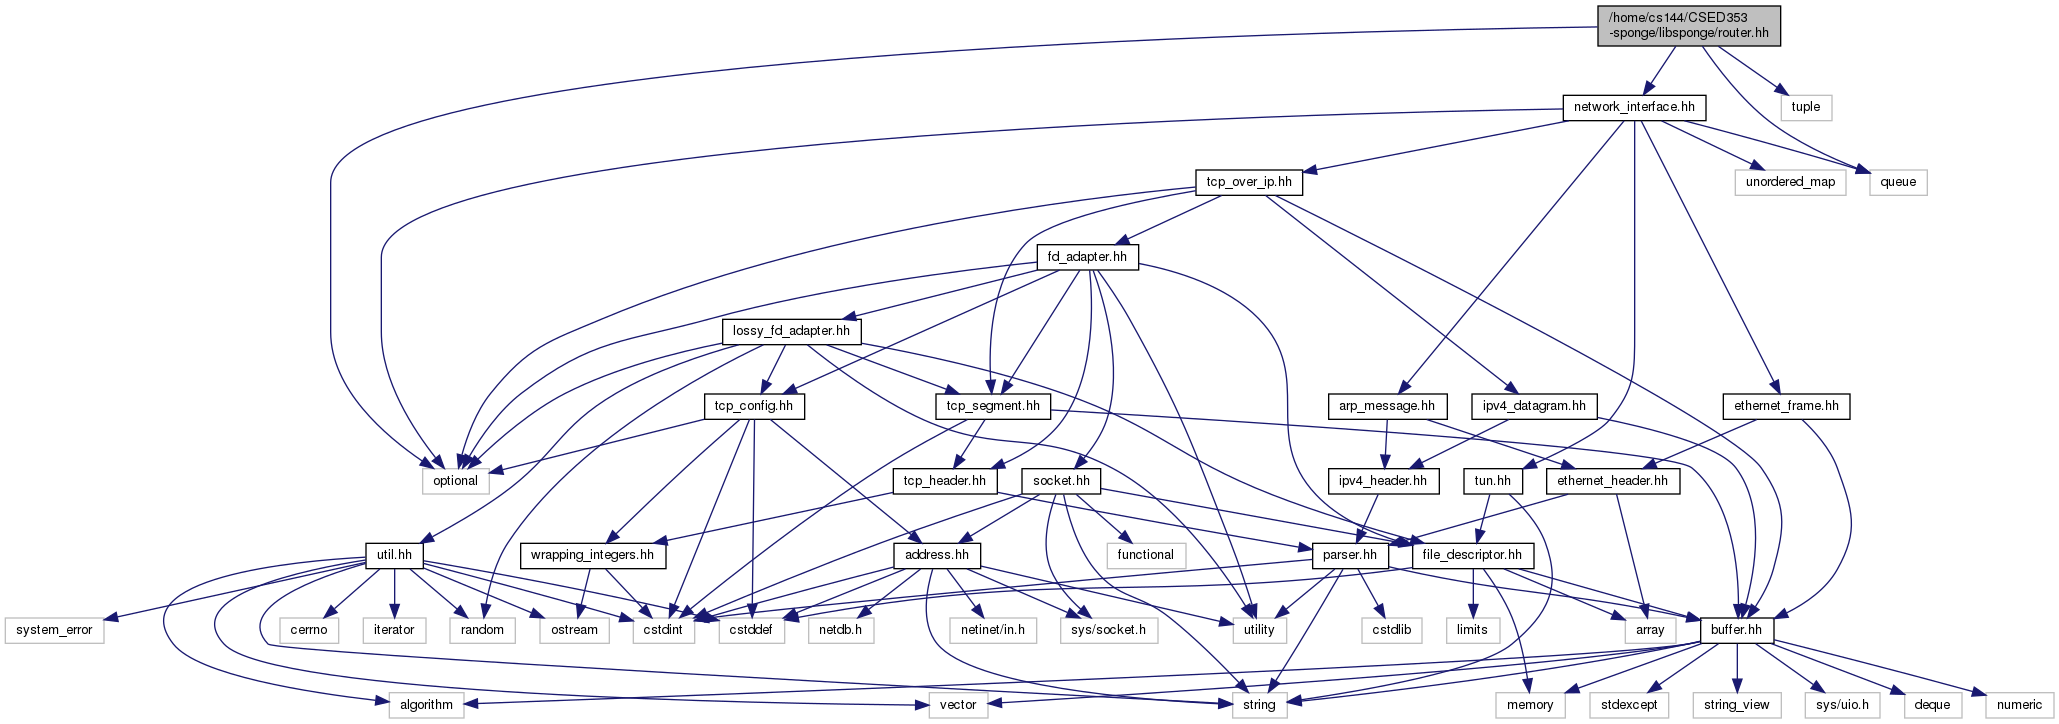 /home/cs144/CSED353
-sponge/libsponge/router.hh
network_interface.hh
tuple
tcp_over_ip.hh
unordered_map
queue
fd_adapter.hh
lossy_fd_adapter.hh
tcp_config.hh
tcp_segment.hh
arp_message.hh
ipv4_datagram.hh
ethernet_frame.hh
optional
tcp_header.hh
socket.hh
ipv4_header.hh
tun.hh
ethernet_header.hh
util.hh
wrapping_integers.hh
address.hh
functional
parser.hh
file_descriptor.hh
system_error
cerrno
iterator
random
ostream
cstdint
cstddef
netdb.h
netinet/in.h
sys/socket.h
utility
cstdlib
limits
array
buffer.hh
algorithm
vector
string
memory
stdexcept
string_view
sys/uio.h
deque
numeric